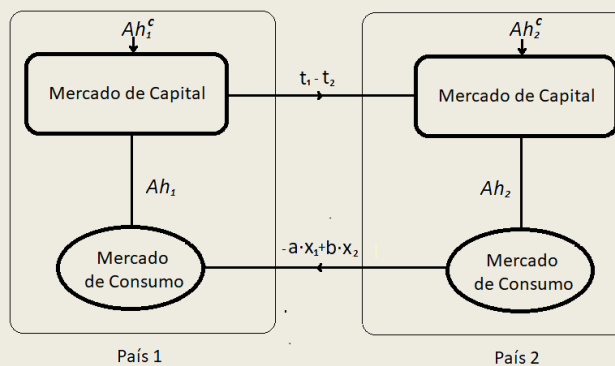 Ah₁ᶜ
Ah₂ᶜ
Mercado de Capital
t₁ - t₂
Mercado de Capital
Ah₁
Ah₂
Mercado
de Consumo
-a·x₁+b·x₂
Mercado
de Consumo
País 1
País 2